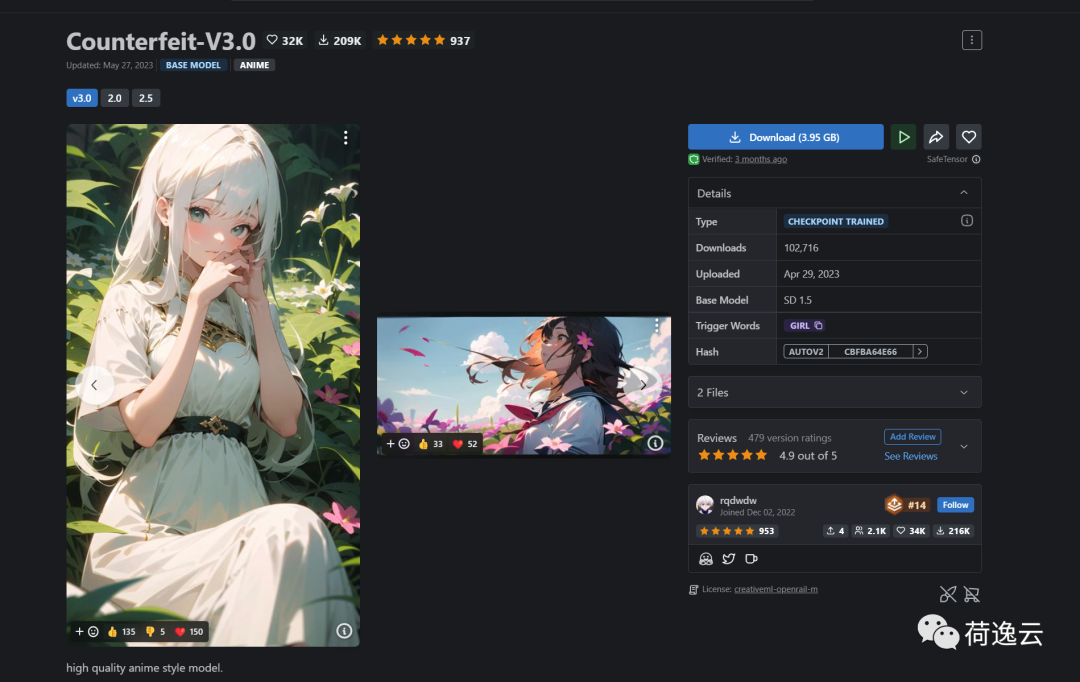 Counterfeit-V3.0 32K 209K 937
Updated: May 27, 2023 BASE MODEL ANIME
v3.0 2.0 2.5
Download (3.95 GB)
Verified: 3 months ago SafeTensor
Details
Type CHECKPOINT TRAINED
Downloads 102,716
Uploaded Apr 29, 2023
Base Model SD 1.5
Trigger Words GIRL
Hash AUTOV2 CBFBA64E66
2 Files
Reviews 479 version ratings Add Review
4.9 out of 5 See Reviews
rqdwdw #14 Follow
Joined Dec 02, 2022
953 4 2.1K 34K 216K
License: creativeml-openrail-m
33 52
135 5 150
high quality anime style model.
荷逸云